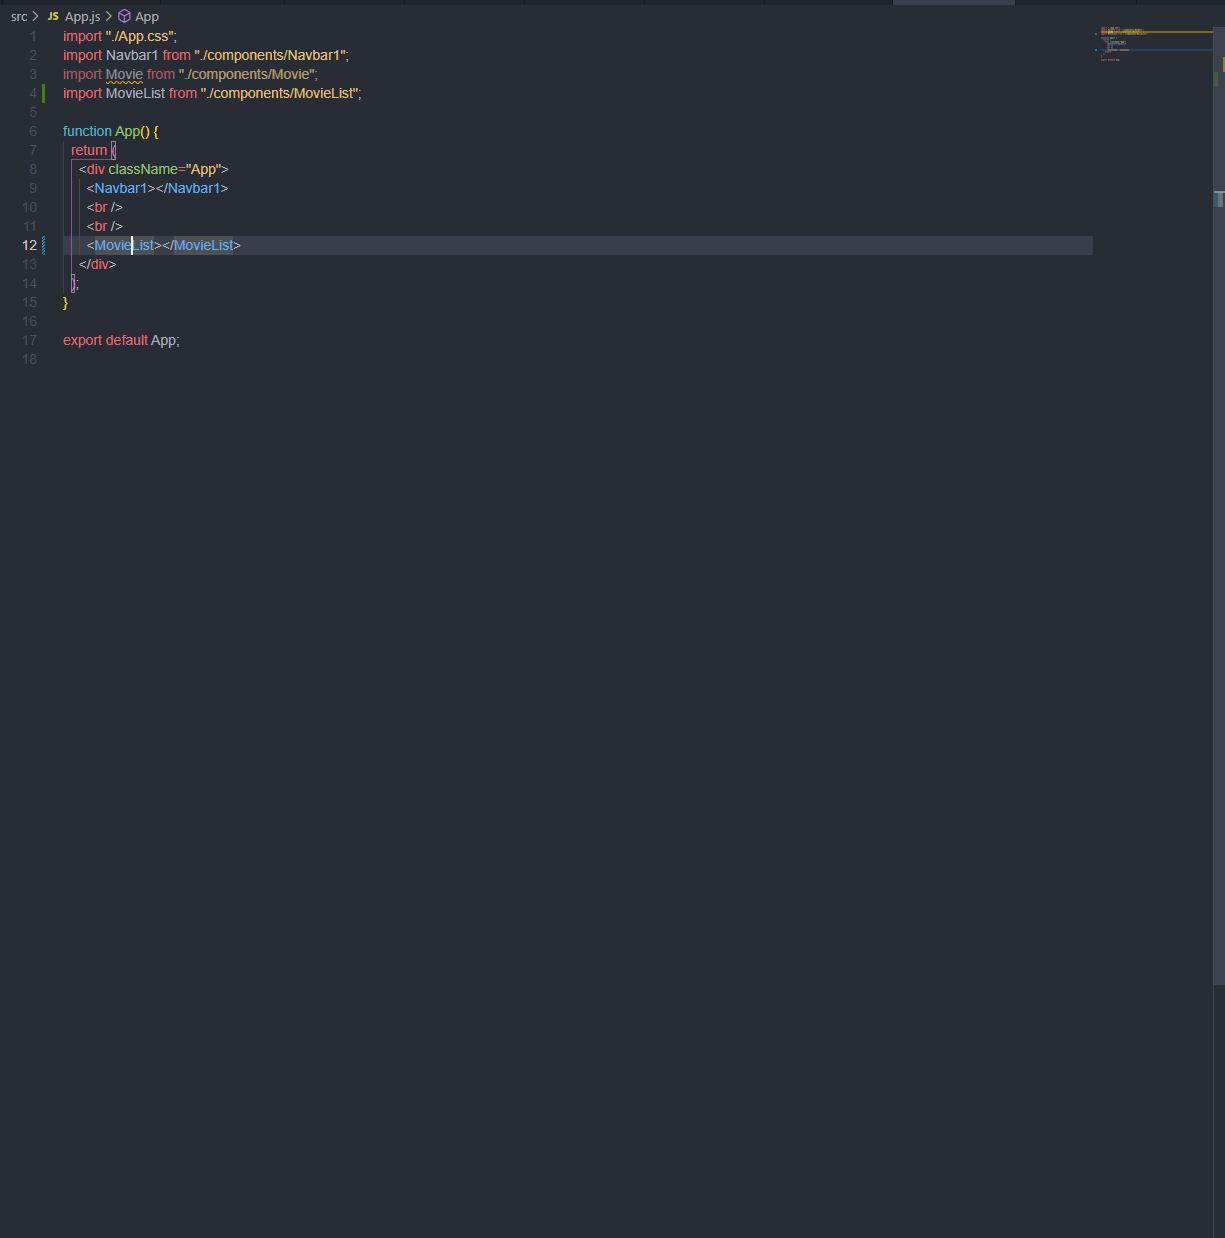 src > JS App.js > App
1 import "./App.css";
2 import Navbar1 from "./components/Navbar1";
3 import Movie from "./components/Movie";
4 import MovieList from "./components/MovieList";
5
6 function App() {
7 return (
8 <div className="App">
9 <Navbar1></Navbar1>
10 <br />
11 <br />
12 <MovieList></MovieList>
13 </div>
14 );
15 }
16
17 export default App;
18